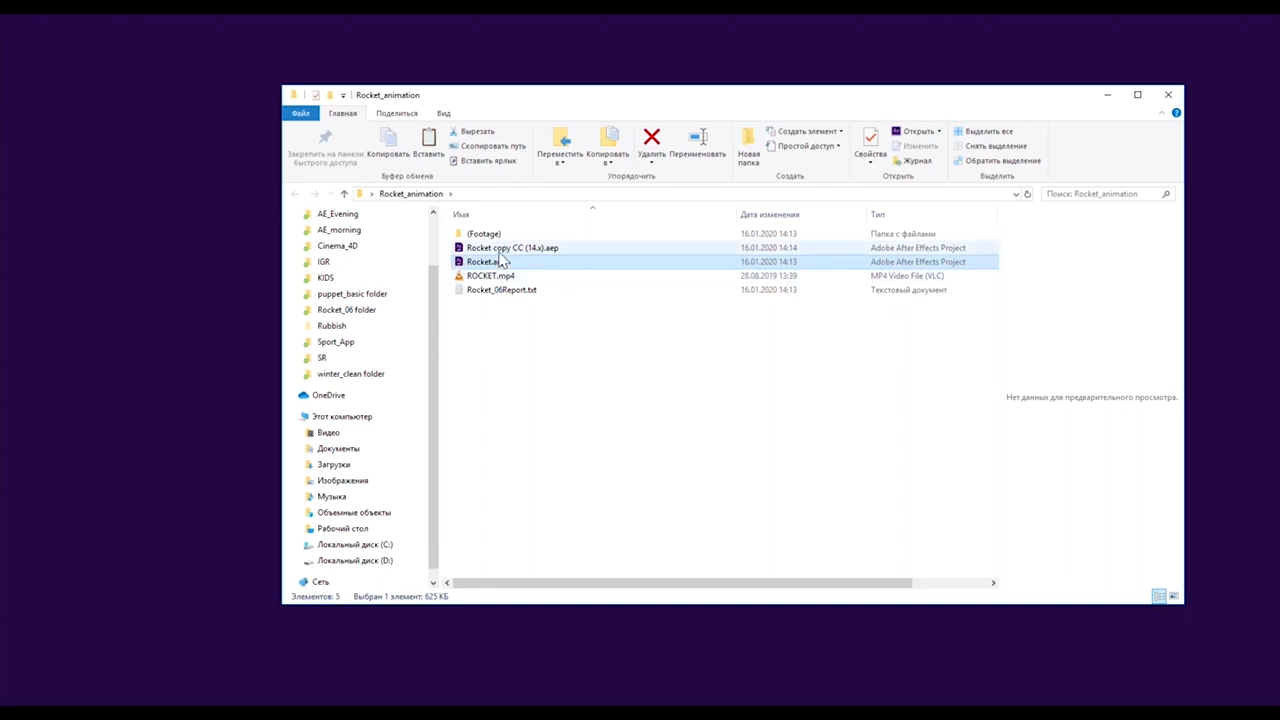 Rocket_animation
Файл Главная Поделиться Вид
Закрепить на панели быстрого доступа
Копировать
Вставить
Вырезать
Скопировать путь
Вставить ярлык
Буфер обмена
Переместить в
Копировать в
Удалить
Переименовать
Упорядочить
Новая папка
Создать элемент
Простой доступ
Создать
Свойства
Открыть
Изменить
Журнал
Открыть
Выделить все
Снять выделение
Обратить выделение
Выделить
Rocket_animation
Поиск: Rocket_animation
AE_Evening
AE_morning
Cinema_4D
IGR
KIDS
puppet_basic folder
Rocket_06 folder
Rubbish
Sport_App
SR
winter_clean folder
OneDrive
Этот компьютер
Видео
Документы
Загрузки
Изображения
Музыка
Объемные объекты
Рабочий стол
Локальный диск (C:)
Локальный диск (D:)
Сеть
Имя Дата изменения Тип
(Footage) 16.01.2020 14:13 Папка с файлами
Rocket copy CC (14.x).aep 16.01.2020 14:14 Adobe After Effects Project
16.01.2020 14:13 Adobe After Effects Project
ROCKET.mp4 28.08.2019 13:39 MP4 Video File (VLC)
Rocket_06Report.txt 16.01.2020 14:13 Текстовый документ
Нет данных для предварительного просмотра.
Элементов: 5 Выбран 1 элемент: 625 КБ